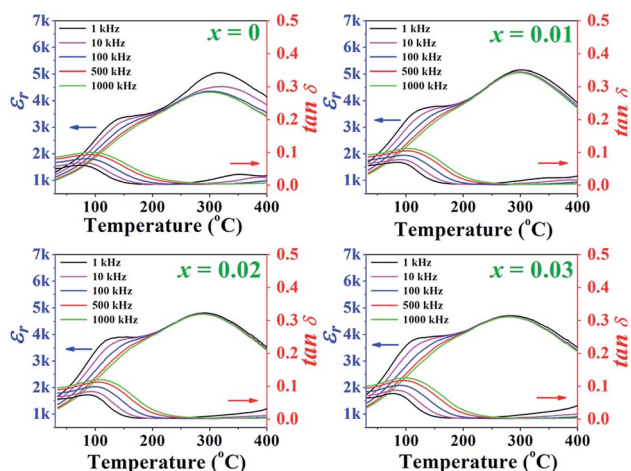 7k
6k
5k
4k
3k
2k
1k
εr
1 kHz
10 kHz
100 kHz
500 kHz
1000 kHz
x = 0
0.5
0.4
0.3
0.2
0.1
0.0
tan δ
100 200 300 400
Temperature (°C)
7k
6k
5k
4k
3k
2k
1k
εr
1 kHz
10 kHz
100 kHz
500 kHz
1000 kHz
x = 0.01
0.5
0.4
0.3
0.2
0.1
0.0
tan δ
100 200 300 400
Temperature (°C)
7k
6k
5k
4k
3k
2k
1k
εr
1 kHz
10 kHz
100 kHz
500 kHz
1000 kHz
x = 0.02
0.5
0.4
0.3
0.2
0.1
0.0
tan δ
100 200 300 400
Temperature (°C)
7k
6k
5k
4k
3k
2k
1k
εr
1 kHz
10 kHz
100 kHz
500 kHz
1000 kHz
x = 0.03
0.5
0.4
0.3
0.2
0.1
0.0
tan δ
100 200 300 400
Temperature (°C)